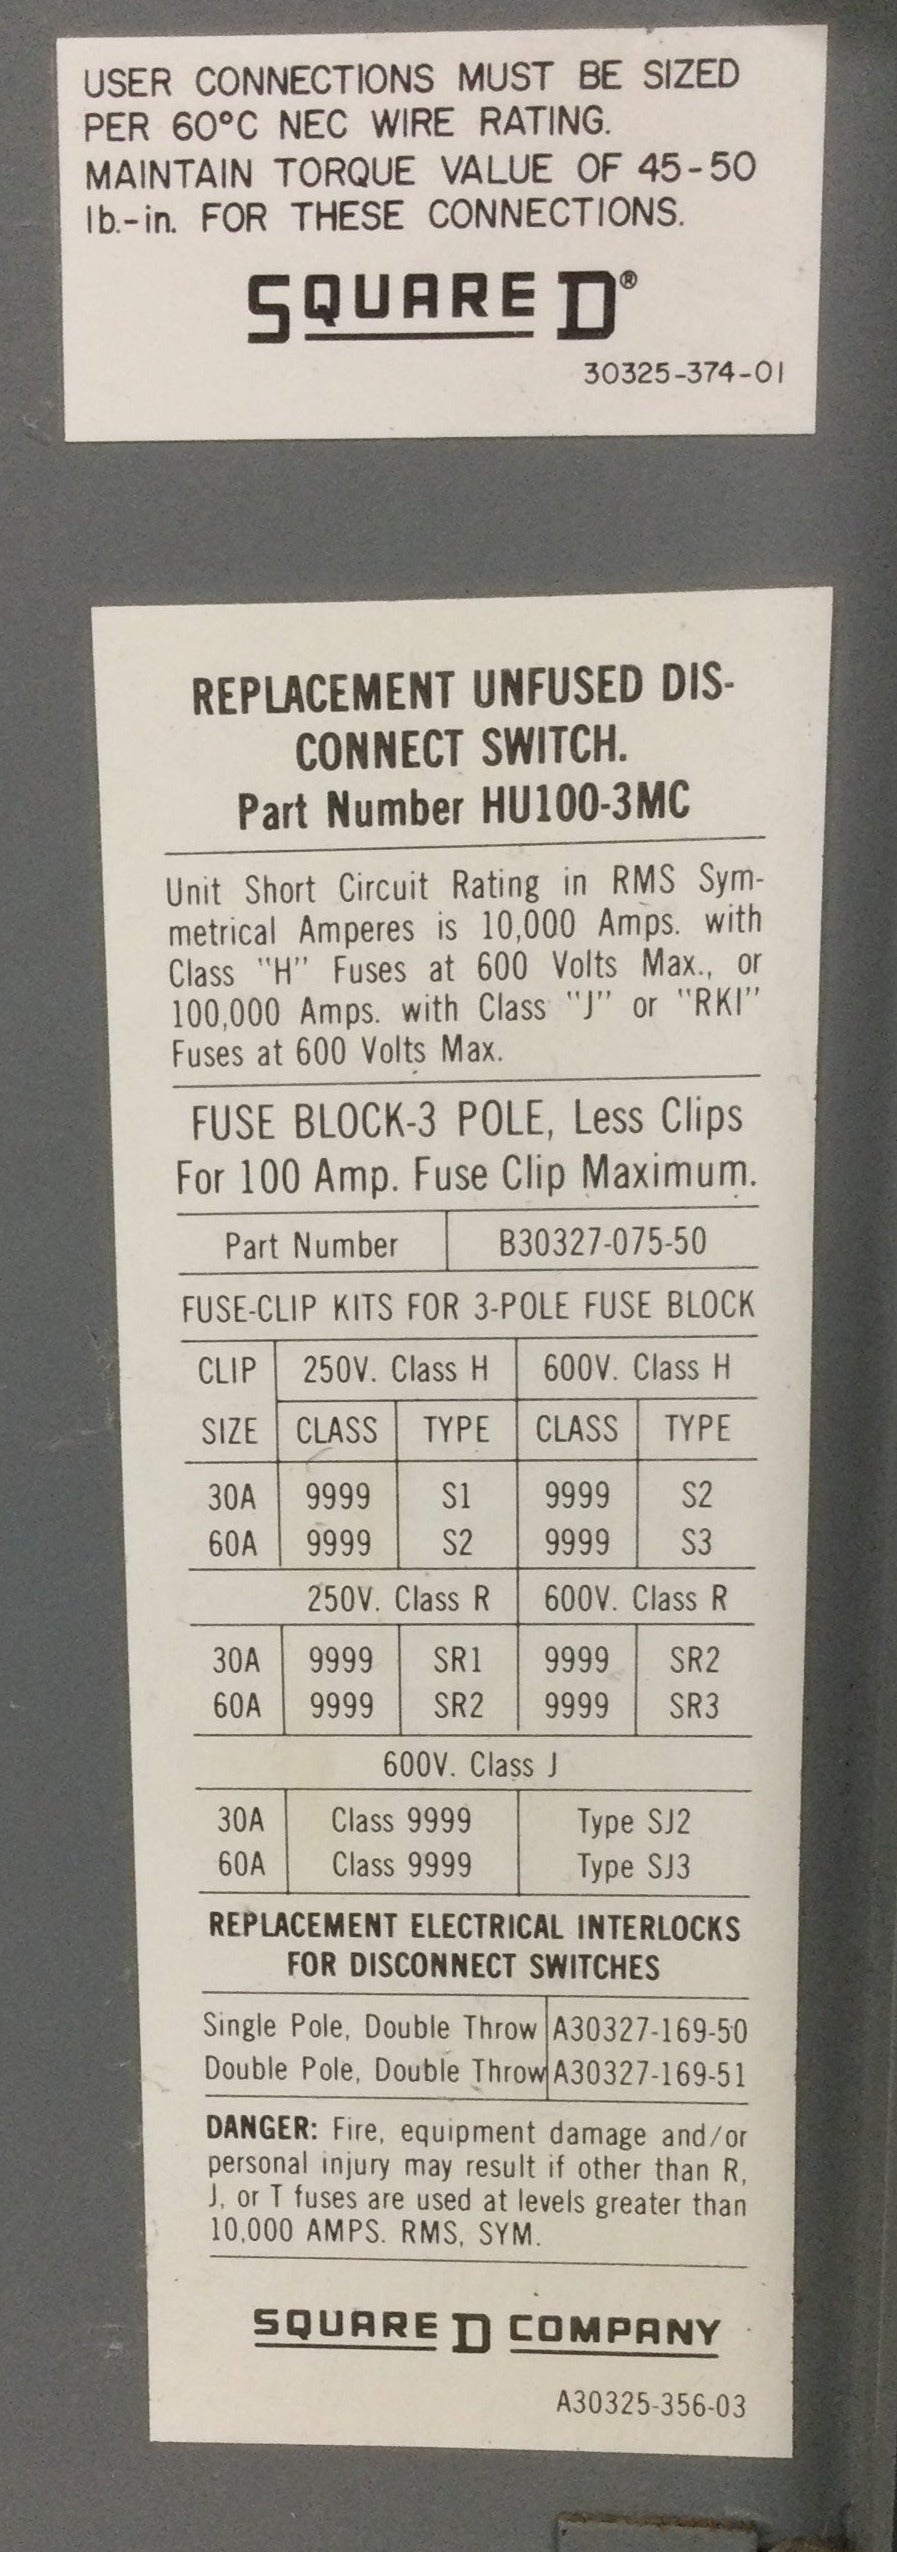 USER CONNECTIONS MUST BE SIZED
PER 60°C NEC WIRE RATING.
MAINTAIN TORQUE VALUE OF 45-50
lb.-in. FOR THESE CONNECTIONS.
SQUARE D®
30325-374-01
REPLACEMENT UNFUSED DIS-
CONNECT SWITCH.
Part Number HU100-3MC
Unit Short Circuit Rating in RMS Sym-
metrical Amperes is 10,000 Amps. with
Class "H" Fuses at 600 Volts Max., or
100,000 Amps. with Class "J" or "RKI"
Fuses at 600 Volts Max.
FUSE BLOCK-3 POLE, Less Clips
For 100 Amp. Fuse Clip Maximum.
Part Number B30327-075-50
FUSE-CLIP KITS FOR 3-POLE FUSE BLOCK
CLIP 250V. Class H 600V. Class H
SIZE CLASS TYPE CLASS TYPE
30A 9999 S1 9999 S2
60A 9999 S2 9999 S3
250V. Class R 600V. Class R
30A 9999 SR1 9999 SR2
60A 9999 SR2 9999 SR3
600V. Class J
30A Class 9999 Type SJ2
60A Class 9999 Type SJ3
REPLACEMENT ELECTRICAL INTERLOCKS
FOR DISCONNECT SWITCHES
Single Pole, Double Throw A30327-169-50
Double Pole, Double Throw A30327-169-51
DANGER: Fire, equipment damage and/or
personal injury may result if other than R,
J, or T fuses are used at levels greater than
10,000 AMPS. RMS, SYM.
SQUARE D COMPANY
A30325-356-03